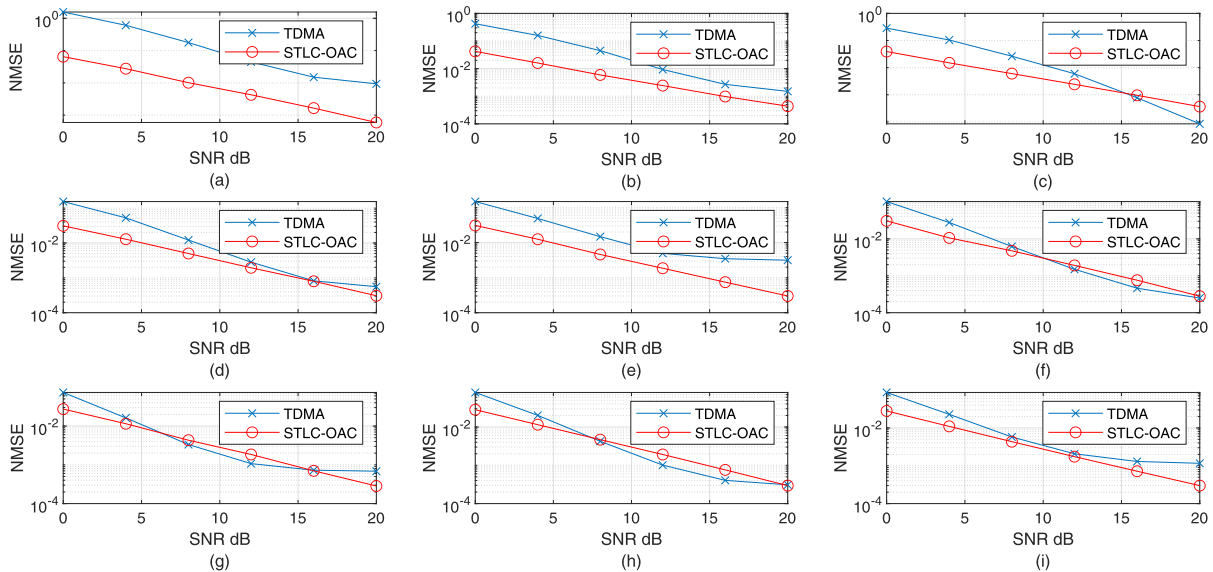 10^0
NMSE
TDMA
STLC-OAC
0 5 10 15 20
SNR dB
(a)
10^0
10^-2
10^-4
NMSE
TDMA
STLC-OAC
0 5 10 15 20
SNR dB
(b)
NMSE
TDMA
STLC-OAC
0 5 10 15 20
SNR dB
(c)
10^-2
10^-4
NMSE
TDMA
STLC-OAC
0 5 10 15 20
SNR dB
(d)
10^-2
10^-4
NMSE
TDMA
STLC-OAC
0 5 10 15 20
SNR dB
(e)
10^-2
10^-4
NMSE
TDMA
STLC-OAC
0 5 10 15 20
SNR dB
(f)
10^-2
10^-4
NMSE
TDMA
STLC-OAC
0 5 10 15 20
SNR dB
(g)
10^-2
10^-4
NMSE
TDMA
STLC-OAC
0 5 10 15 20
SNR dB
(h)
10^-2
10^-4
NMSE
TDMA
STLC-OAC
0 5 10 15 20
SNR dB
(i)